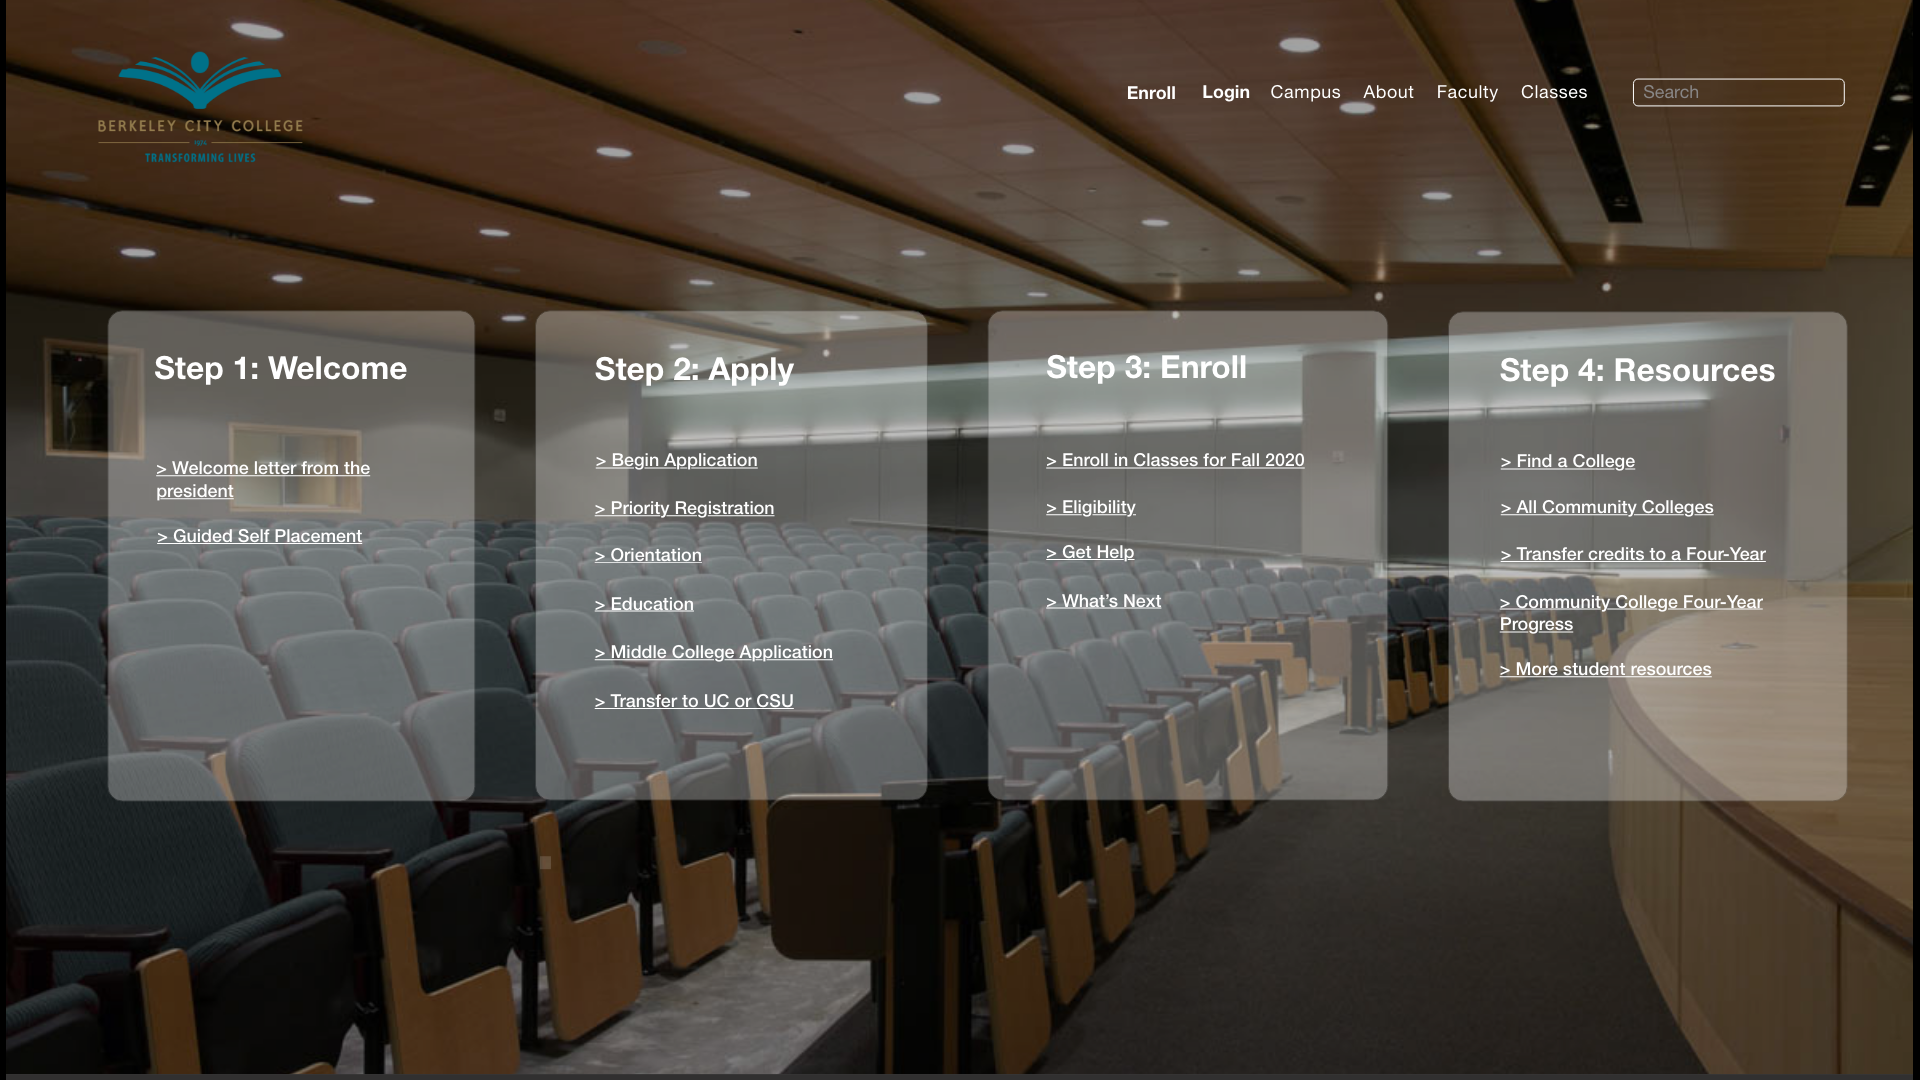 BERKELEY CITY COLLEGE
1974
TRANSFORMING LIVES
Enroll Login Campus About Faculty Classes Search
Step 1: Welcome
> Welcome letter from the
president
> Guided Self Placement
Step 2: Apply
> Begin Application
> Priority Registration
> Orientation
> Education
> Middle College Application
> Transfer to UC or CSU
Step 3: Enroll
> Enroll in Classes for Fall 2020
> Eligibility
> Get Help
> What’s Next
Step 4: Resources
> Find a College
> All Community Colleges
> Transfer credits to a Four-Year
> Community College Four-Year
Progress
> More student resources